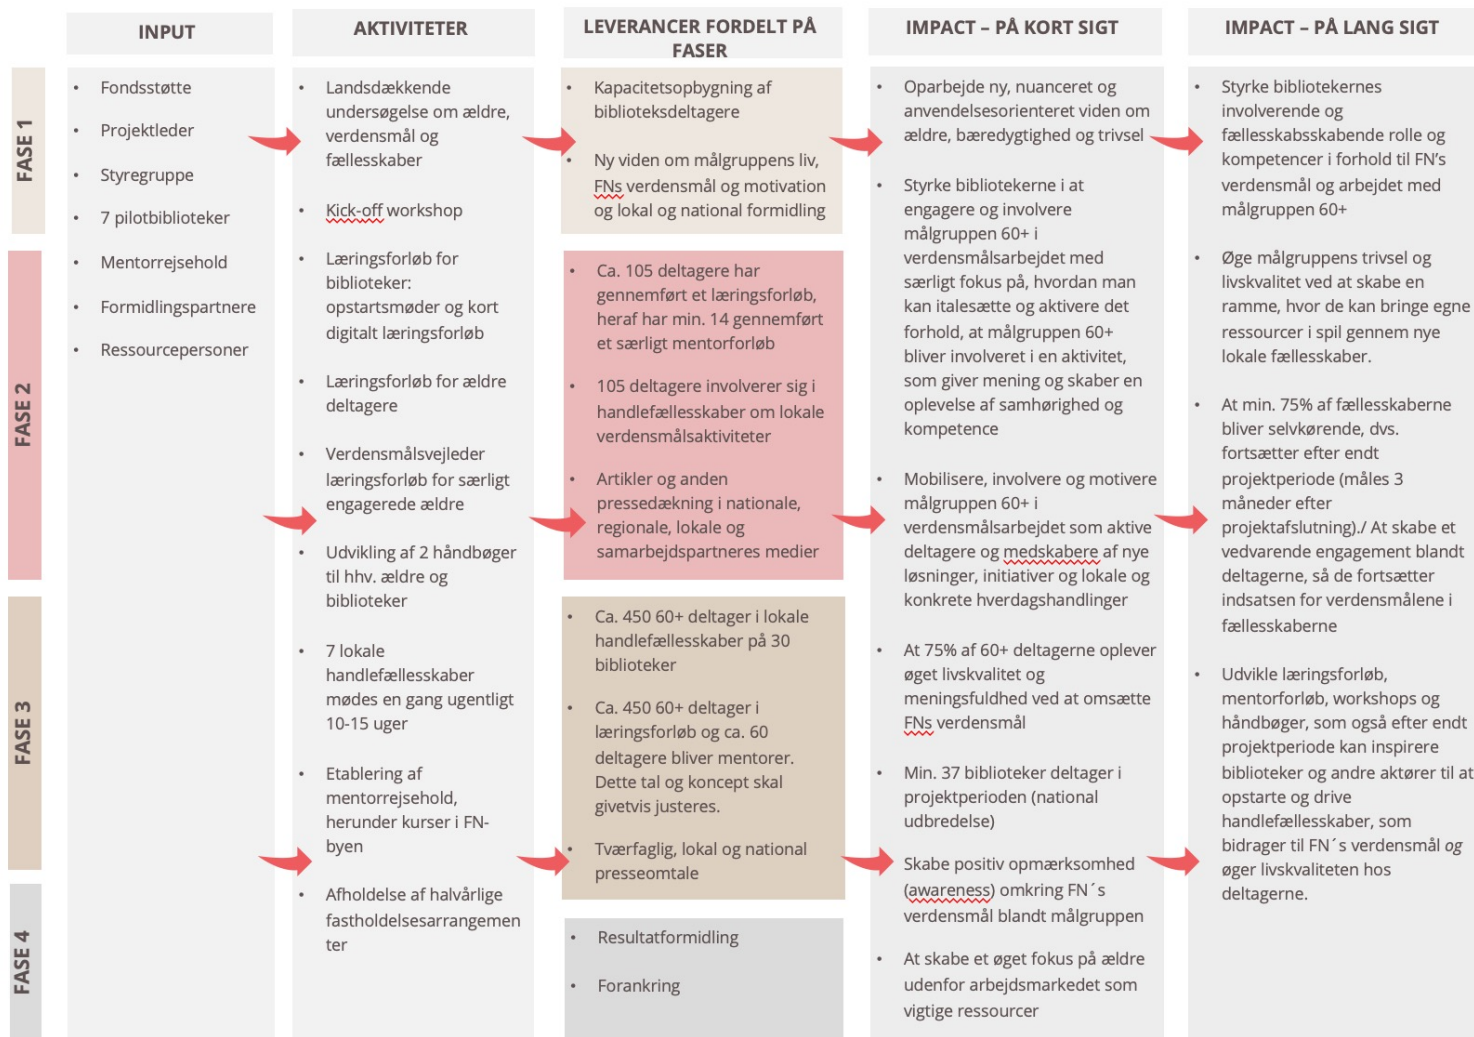 INPUT
AKTIVITETER
LEVERANCER FORDELT PÅ
FASER
IMPACT – PÅ KORT SIGT
IMPACT – PÅ LANG SIGT
FASE 1
FASE 2
FASE 3
FASE 4
• Fondsstøtte
• Projektleder
• Styregruppe
• 7 pilotbiblioteker
• Mentorrejsehold
• Formidlingspartnere
• Ressourcepersoner
• Landsdækkende
undersøgelse om ældre,
verdensmål og
fællesskaber
• Kick-off workshop
• Læringsforløb for
biblioteker:
opstartsmøder og kort
digitalt læringsforløb
• Læringsforløb for ældre
deltagere
• Verdensmålsvejleder
læringsforløb for særligt
engagerede ældre
• Udvikling af 2 håndbøger
til hhv. ældre og
biblioteker
• 7 lokale
handlefællesskaber
mødes en gang ugentligt
10-15 uger
• Etablering af
mentorrejsehold,
herunder kurser i FN-
byen
• Afholdelse af halvårlige
fastholdelsesarrangemen
ter
• Kapacitetsopbygning af
biblioteksdeltagere
• Ny viden om målgruppens liv,
FNs verdensmål og motivation
og lokal og national formidling
• Ca. 105 deltagere har
gennemført et læringsforløb,
heraf har min. 14 gennemført
et særligt mentorforløb
• 105 deltagere involverer sig i
handlefællesskaber om lokale
verdensmålsaktiviteter
• Artikler og anden
pressedækning i nationale,
regionale, lokale og
samarbejdspartneres medier
• Ca. 450 60+ deltager i lokale
handlefællesskaber på 30
biblioteker
• Ca. 450 60+ deltager i
læringsforløb og ca. 60
deltagere bliver mentorer.
Dette tal og koncept skal
givetvis justeres.
• Tværfaglig, lokal og national
presseomtale
• Resultatformidling
• Forankring
• Oparbejde ny, nuanceret og
anvendelsesorienteret viden om
ældre, bæredygtighed og trivsel
• Styrke bibliotekerne i at
engagere og involvere
målgruppen 60+ i
verdensmålsarbejdet med
særligt fokus på, hvordan man
kan italesætte og aktivere det
forhold, at målgruppen 60+
bliver involveret i en aktivitet,
som giver mening og skaber en
oplevelse af samhørighed og
kompetence
• Mobilisere, involvere og motivere
målgruppen 60+ i
verdensmålsarbejdet som aktive
deltagere og medskabere af nye
løsninger, initiativer og lokale og
konkrete hverdagshandlinger
• At 75% af 60+ deltagerne oplever
øget livskvalitet og
meningsfuldhed ved at omsætte
FNs verdensmål
• Min. 37 biblioteker deltager i
projektperioden (national
udbredelse)
• Skabe positiv opmærksomhed
(awareness) omkring FN´s
verdensmål blandt målgruppen
• At skabe et øget fokus på ældre
udenfor arbejdsmarkedet som
vigtige ressourcer
• Styrke bibliotekernes
involverende og
fællesskabsskabende rolle og
kompetencer i forhold til FN’s
verdensmål og arbejdet med
målgruppen 60+
• Øge målgruppens trivsel og
livskvalitet ved at skabe en
ramme, hvor de kan bringe egne
ressourcer i spil gennem nye
lokale fællesskaber.
• At min. 75% af fællesskaberne
bliver selvkørende, dvs.
fortsætter efter endt
projektperiode (måles 3
måneder efter
projektafslutning)./ At skabe et
vedvarende engagement blandt
deltagerne, så de fortsætter
indsatsen for verdensmålene i
fællesskaberne
• Udvikle læringsforløb,
mentorforløb, workshops og
håndbøger, som også efter endt
projektperiode kan inspirere
biblioteker og andre aktører til at
opstarte og drive
handlefællesskaber, som
bidrager til FN´s verdensmål og
øger livskvaliteten hos
deltagerne.